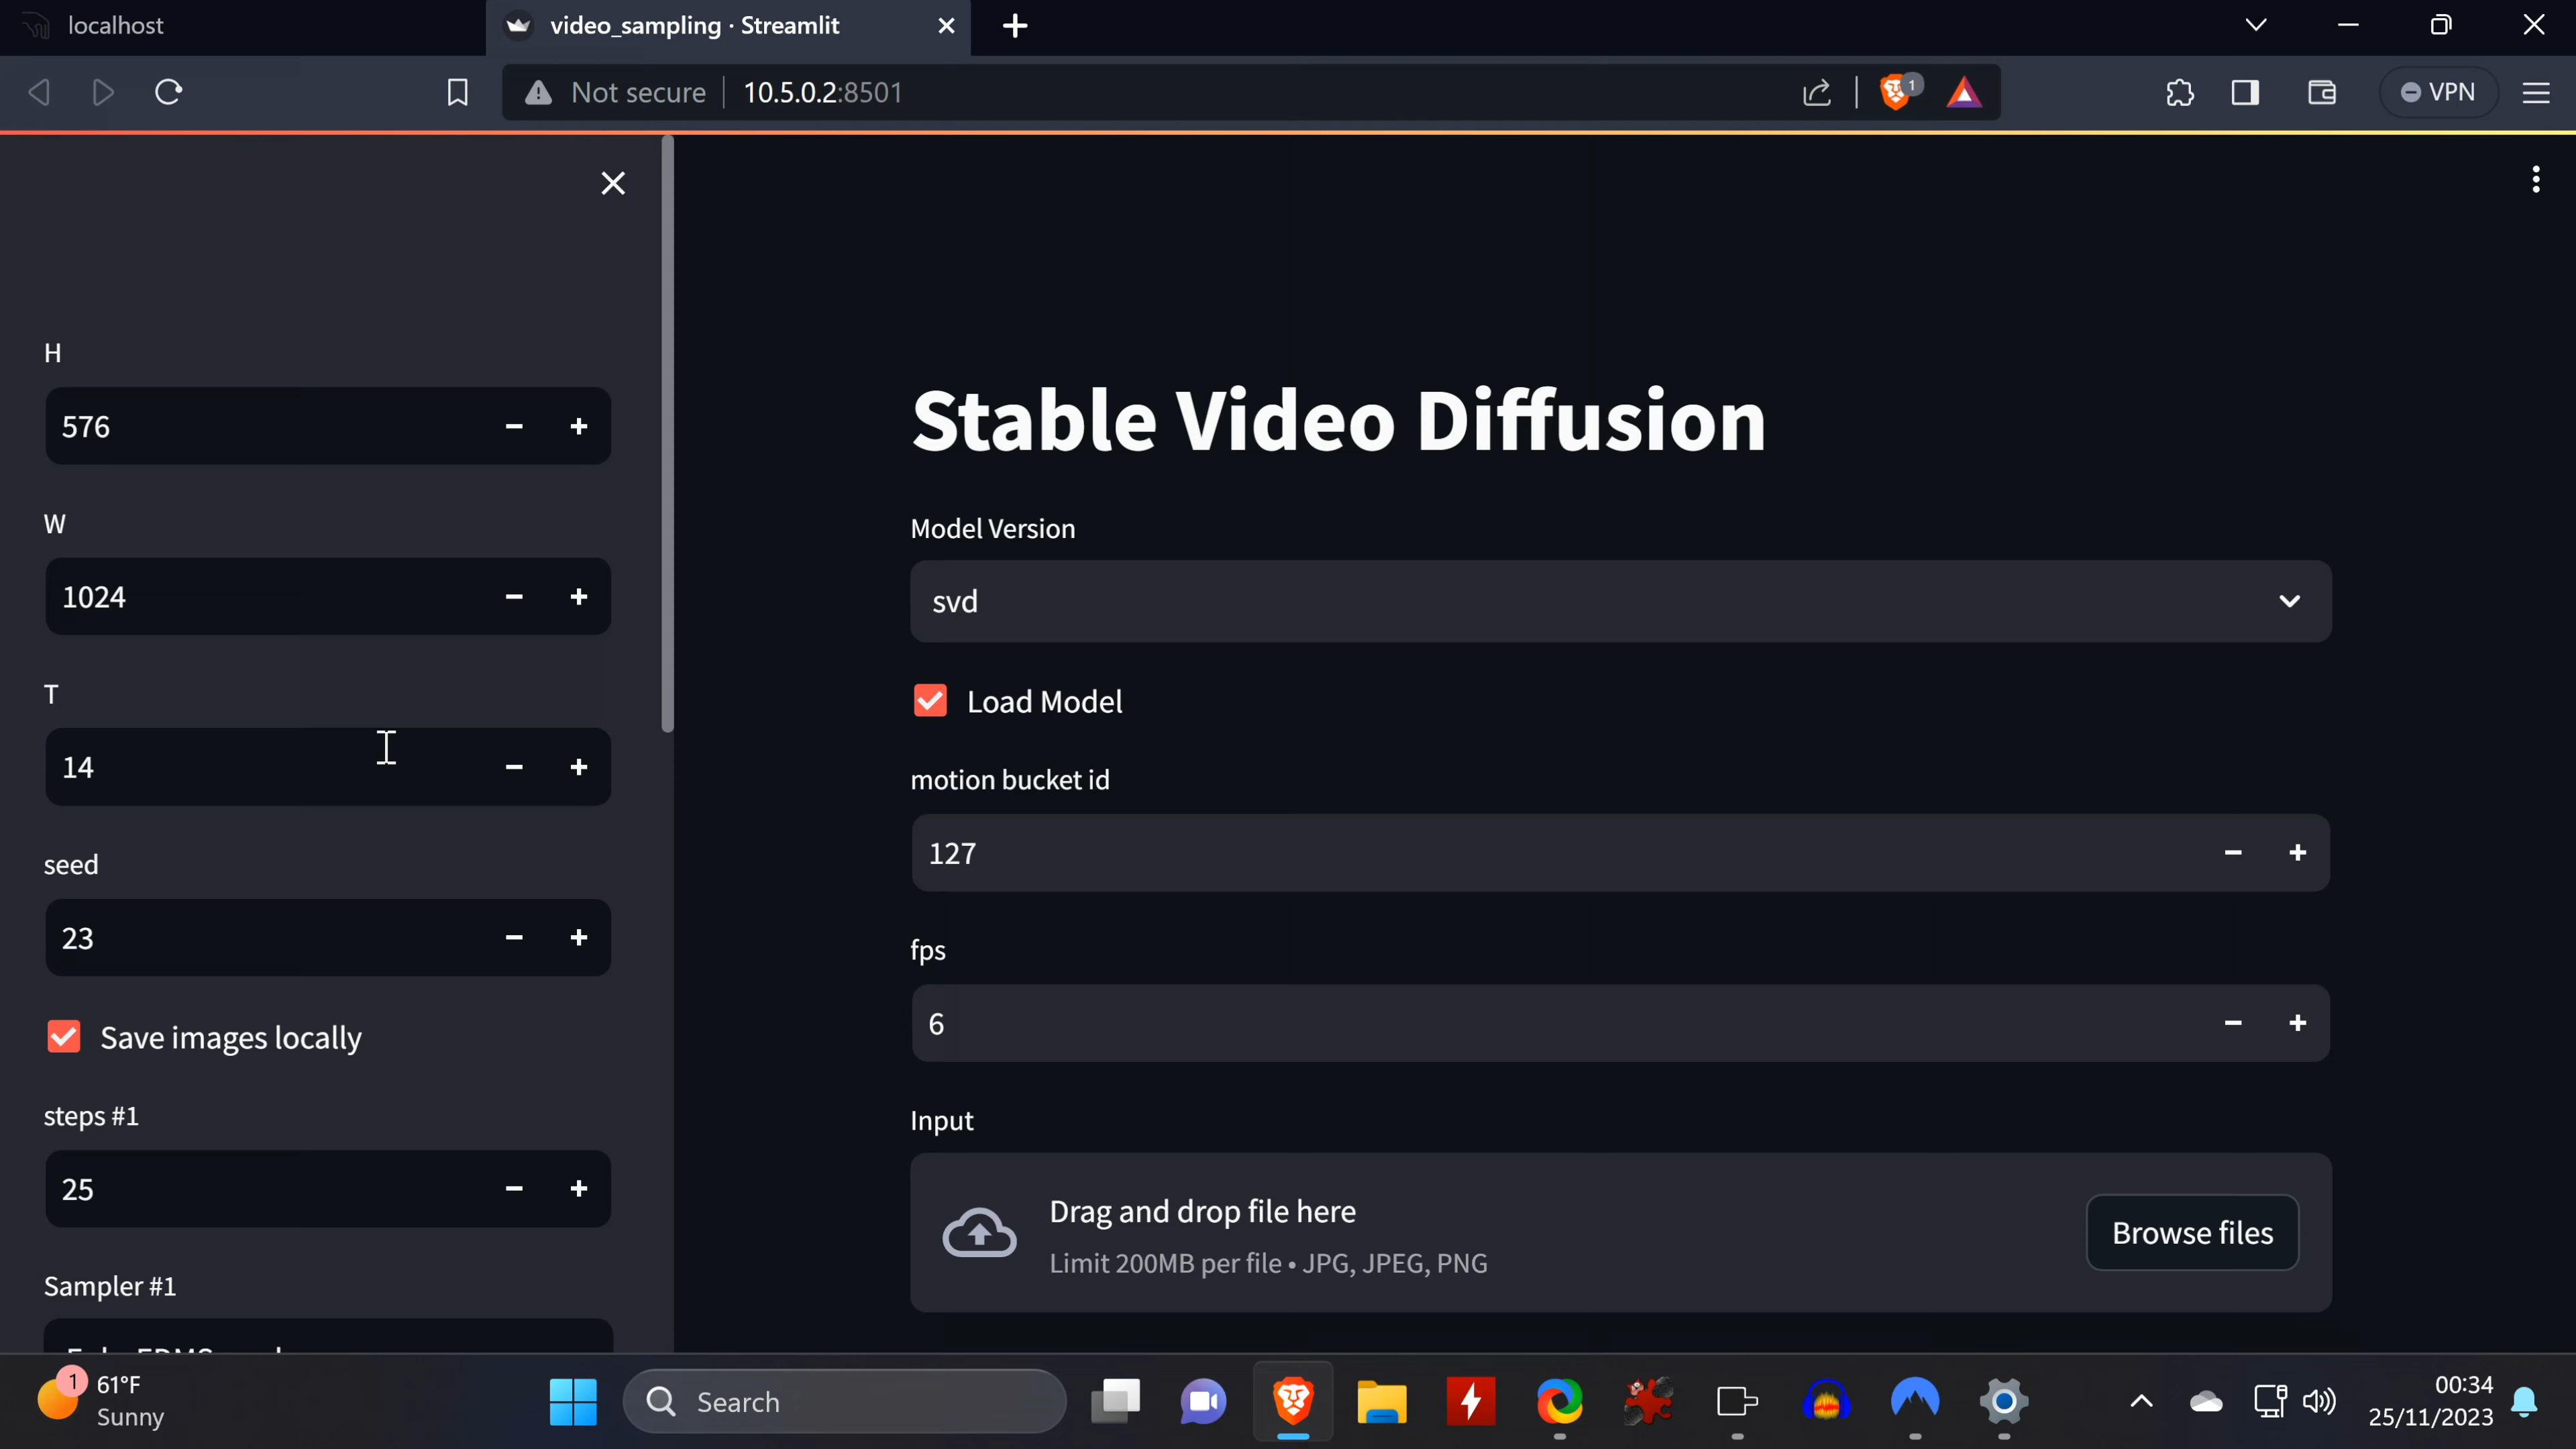 localhost
video_sampling · Streamlit
Not secure
10.5.0.2:8501
1
VPN
H
576
W
1024
T
14
seed
23
Save images locally
steps #1
25
Sampler #1
Stable Video Diffusion
Model Version
svd
Load Model
motion bucket id
127
fps
6
Input
Drag and drop file here
Limit 200MB per file • JPG, JPEG, PNG
Browse files
1
61°F
Sunny
Search
00:34
25/11/2023